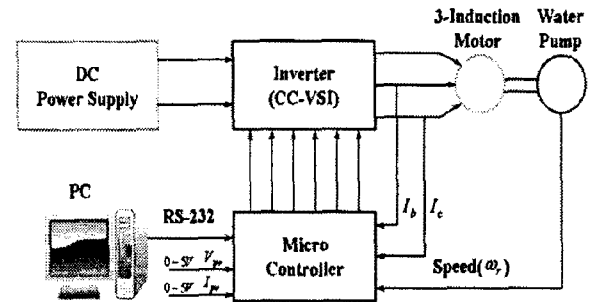 3-Induction
Motor
Water
Pump
DC
Power Supply
Inverter
(CC-VSI)
PC
RS-232
0~5V V_pv
0~5V I_pv
Micro
Controller
I_b I_c
Speed(ω_r)